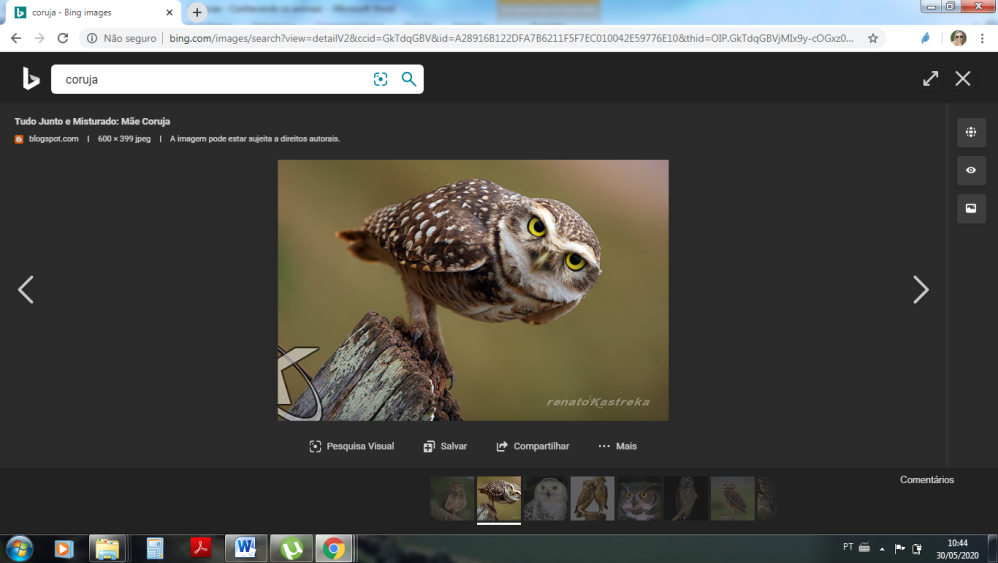 coruja - Bing images
Não seguro | bing.com/images/search?view=detailV2&ccid=GkTdqGBV&id=A28916B122DFA7B6211F5F7EC010042E59776E10&thid=OIP.GkTdqGBVjMIx9y-cOGxz0...
coruja
Tudo Junto e Misturado: Mãe Coruja
blogspot.com | 600 × 399 jpeg | A imagem pode estar sujeita a direitos autorais.
renato Kastreka
Pesquisa Visual Salvar Compartilhar Mais
Comentários
PT
10:44
30/05/2020